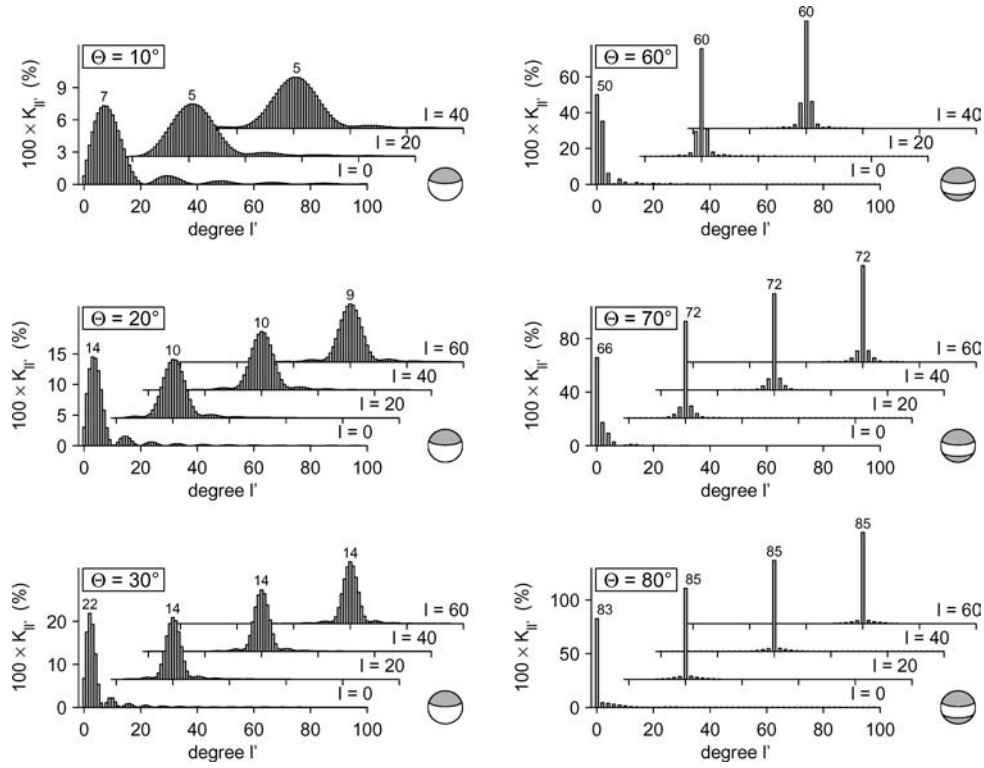 Θ = 10°
100 × K_ll' (%)
9
6
3
0
7
5
5
l = 40
l = 20
l = 0
0 20 40 60 80 100
degree l'
Θ = 60°
100 × K_ll' (%)
60
40
20
0
50
60
60
l = 40
l = 20
l = 0
0 20 40 60 80 100
degree l'
Θ = 20°
100 × K_ll' (%)
15
10
5
0
14
10
10
9
l = 60
l = 40
l = 20
l = 0
0 20 40 60 80 100
degree l'
Θ = 70°
100 × K_ll' (%)
80
40
0
66
72
72
72
l = 60
l = 40
l = 20
l = 0
0 20 40 60 80 100
degree l'
Θ = 30°
100 × K_ll' (%)
20
10
0
22
14
14
14
l = 60
l = 40
l = 20
l = 0
0 20 40 60 80 100
degree l'
Θ = 80°
100 × K_ll' (%)
100
50
0
83
85
85
85
l = 60
l = 40
l = 20
l = 0
0 20 40 60 80 100
degree l'